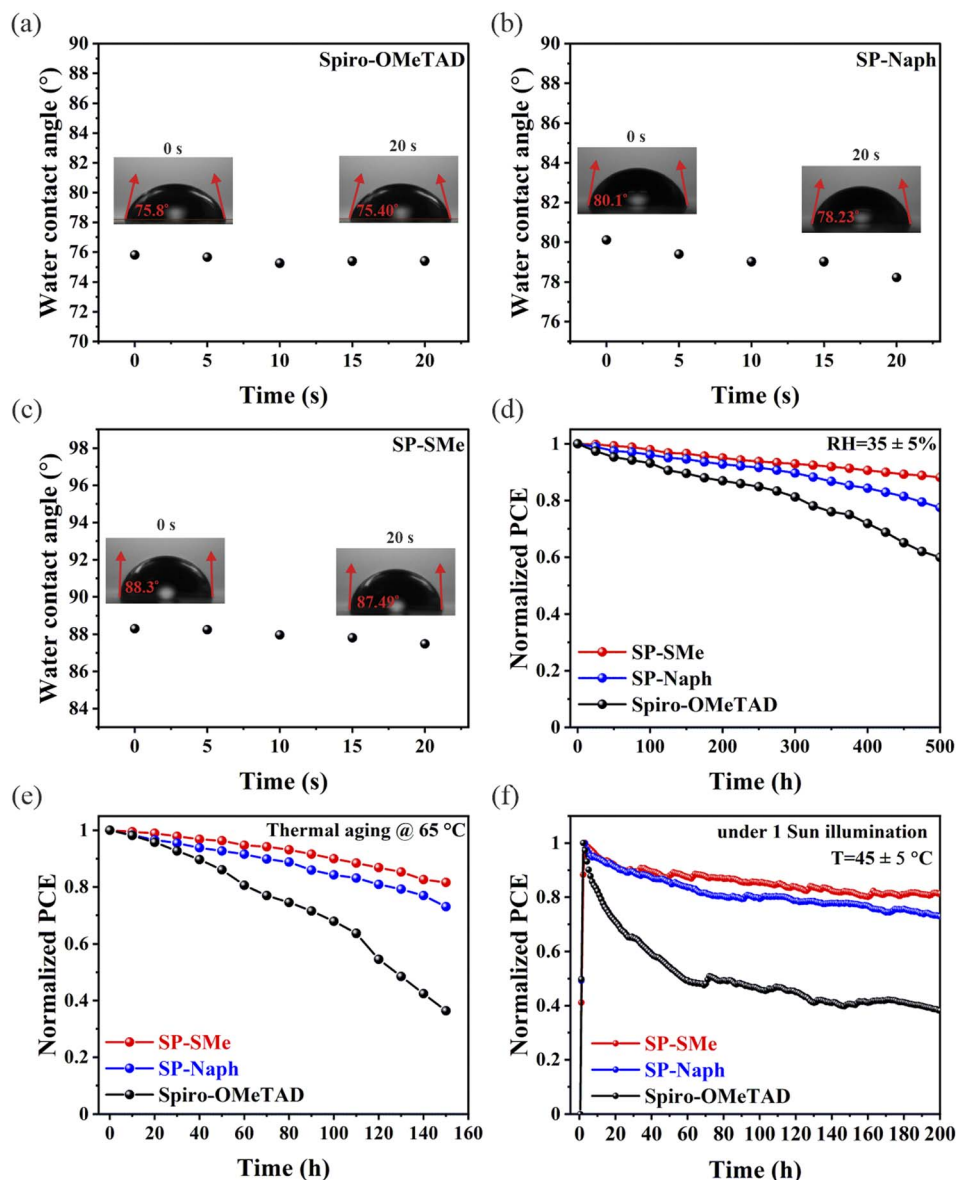 (a)
Spiro-OMeTAD
Water contact angle (°)
90
88
86
84
82
80
78
76
74
72
70
0 s
75.8°
20 s
75.40°
0
5
10
15
20
Time (s)
(b)
SP-Naph
Water contact angle (°)
90
88
86
84
82
80
78
76
0 s
80.1°
20 s
78.23°
0
5
10
15
20
Time (s)
(c)
SP-SMe
Water contact angle (°)
98
96
94
92
90
88
86
84
0 s
88.3°
20 s
87.49°
0
5
10
15
20
Time (s)
(d)
RH=35 ± 5%
Normalized PCE
1
0.8
0.6
0.4
0.2
0
SP-SMe
SP-Naph
Spiro-OMeTAD
0
100
200
300
400
500
Time (h)
(e)
Thermal aging @ 65 °C
Normalized PCE
1
0.8
0.6
0.4
0.2
0
SP-SMe
SP-Naph
Spiro-OMeTAD
0
20
40
60
80
100
120
140
160
Time (h)
(f)
under 1 Sun illumination
T=45 ± 5 °C
Normalized PCE
1
0.8
0.6
0.4
0.2
0
SP-SMe
SP-Naph
Spiro-OMeTAD
0
20
40
60
80
100
120
140
160
180
200
Time (h)